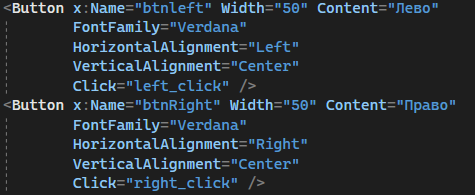 <Button x:Name="btnleft" Width="50" Content="Лево"
FontFamily="Verdana"
HorizontalAlignment="Left"
VerticalAlignment="Center"
Click="left_click" />
<Button x:Name="btnRight" Width="50" Content="Право"
FontFamily="Verdana"
HorizontalAlignment="Right"
VerticalAlignment="Center"
Click="right_click" />